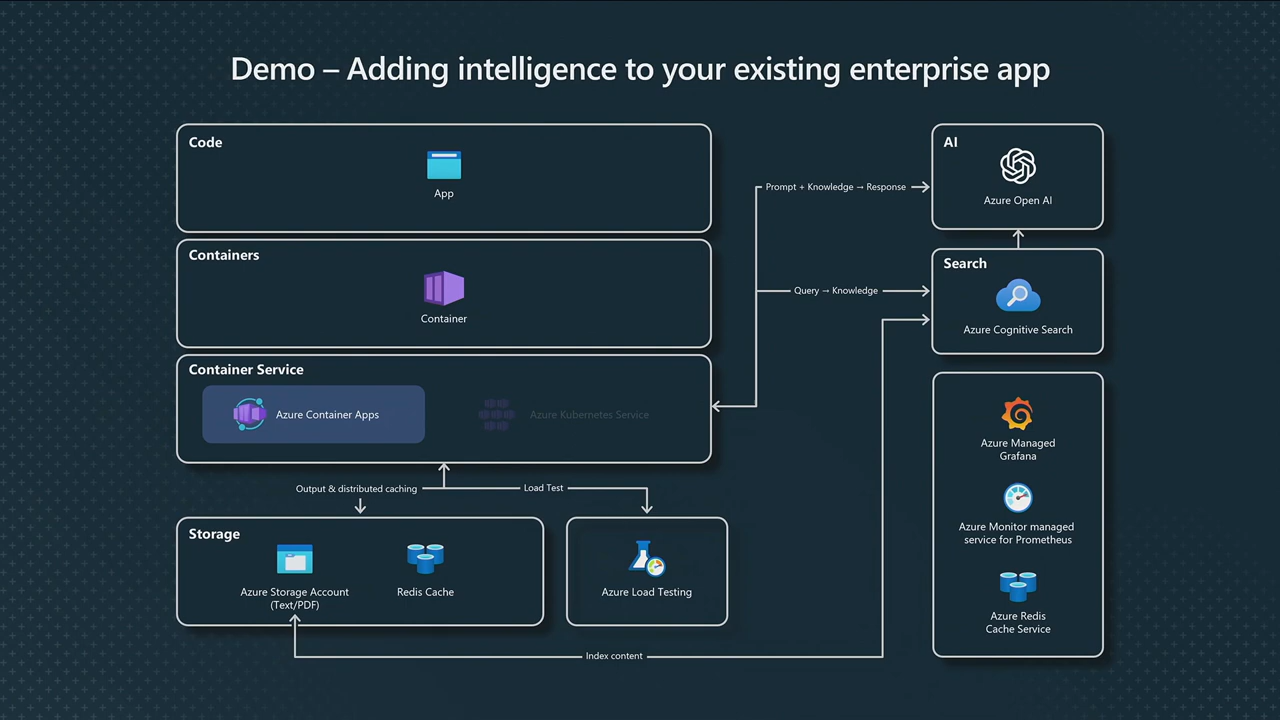 Demo – Adding intelligence to your existing enterprise app
Code
App
Containers
Container
Container Service
Azure Container Apps
Azure Kubernetes Service
Output & distributed caching
Load Test
Storage
Azure Storage Account
(Text/PDF)
Redis Cache
Azure Load Testing
Index content
Prompt + Knowledge → Response
Query → Knowledge
AI
Azure Open AI
Search
Azure Cognitive Search
Azure Managed
Grafana
Azure Monitor managed
service for Prometheus
Azure Redis
Cache Service